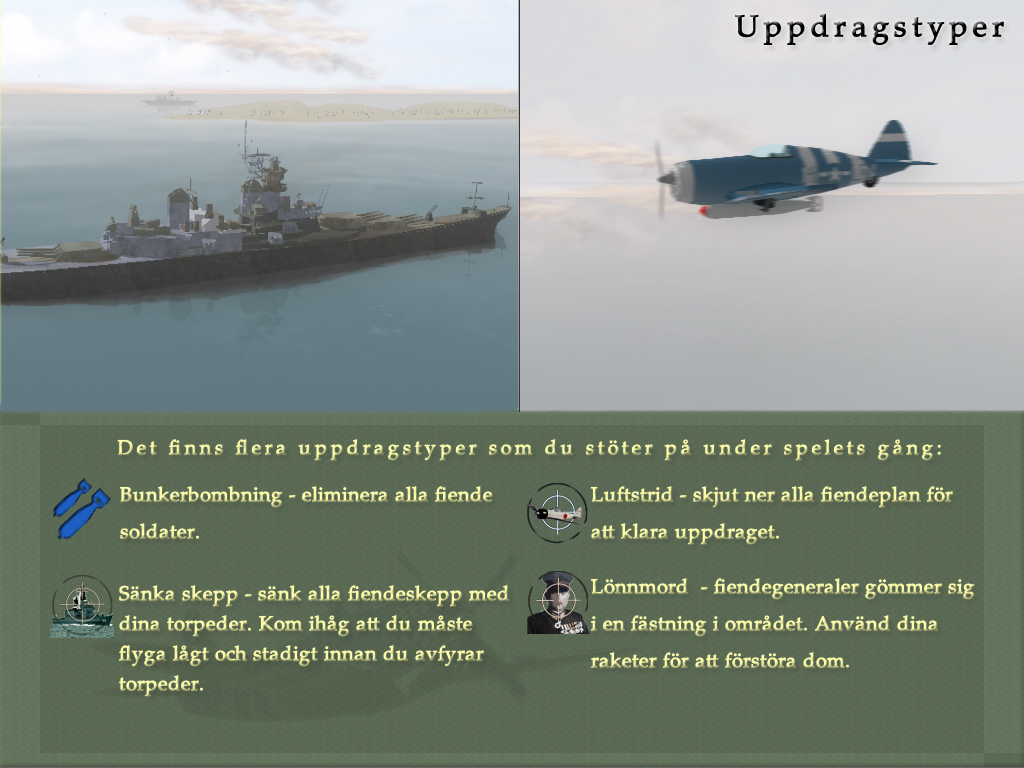 Uppdragstyper
Det finns flera uppdragstyper som du stöter på under spelets gång:
Bunkerbombning - eliminera alla fiende
soldater.
Sänka skepp - sänk alla fiendeskepp med
dina torpeder. Kom ihåg att du måste
flyga lågt och stadigt innan du avfyrar
torpeder.
Luftstrid - skjut ner alla fiendeplan för
att klara uppdraget.
Lönnmord - fiendegeneraler gömmer sig
i en fästning i området. Använd dina
raketer för att förstöra dom.